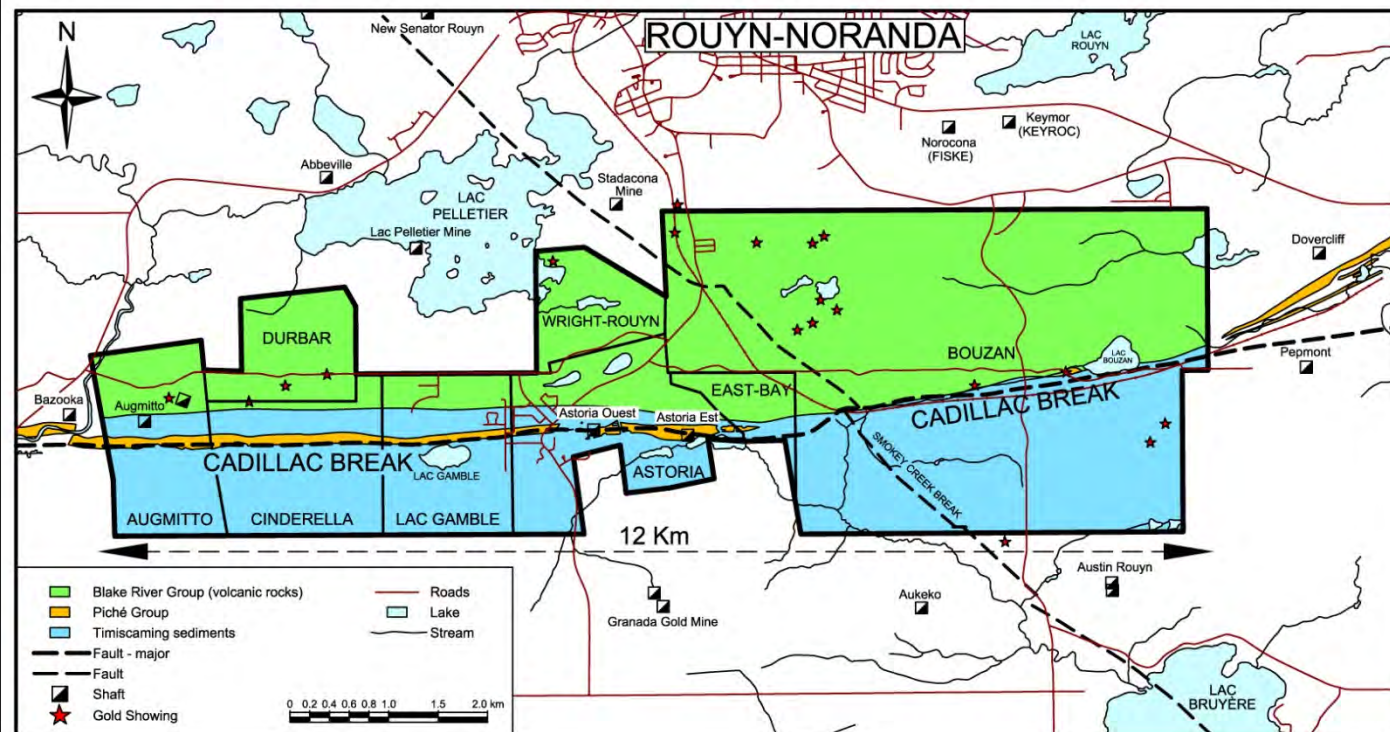 New Senator Rouyn
ROUYN-NORANDA
LAC
ROUYN
N
Keymor
(KEYROC)
Norocona
(FISKE)
Abbeville
Stadacona
Mine
LAC
PELLETIER
Lac Pelletier Mine
Dovercliff
DURBAR
WRIGHT-ROUYN
BOUZAN
LAC
BOUZAN
Pepmont
EAST-BAY
Bazooka
Augmitto
Astoria Ouest
Astoria Est
CADILLAC BREAK
CADILLAC BREAK
LAC GAMBLE
ASTORIA
SMOKEY CREEK BREAK
AUGMITTO
CINDERELLA
LAC GAMBLE
12 Km
Austin Rouyn
Aukeko
Granada Gold Mine
LAC
BRUYÈRE
Blake River Group (volcanic rocks)
Piché Group
Timiscaming sediments
Fault - major
Fault
Shaft
Gold Showing
Roads
Lake
Stream
0 0.2 0.4 0.6 0.8 1.0 1.5 2.0 km